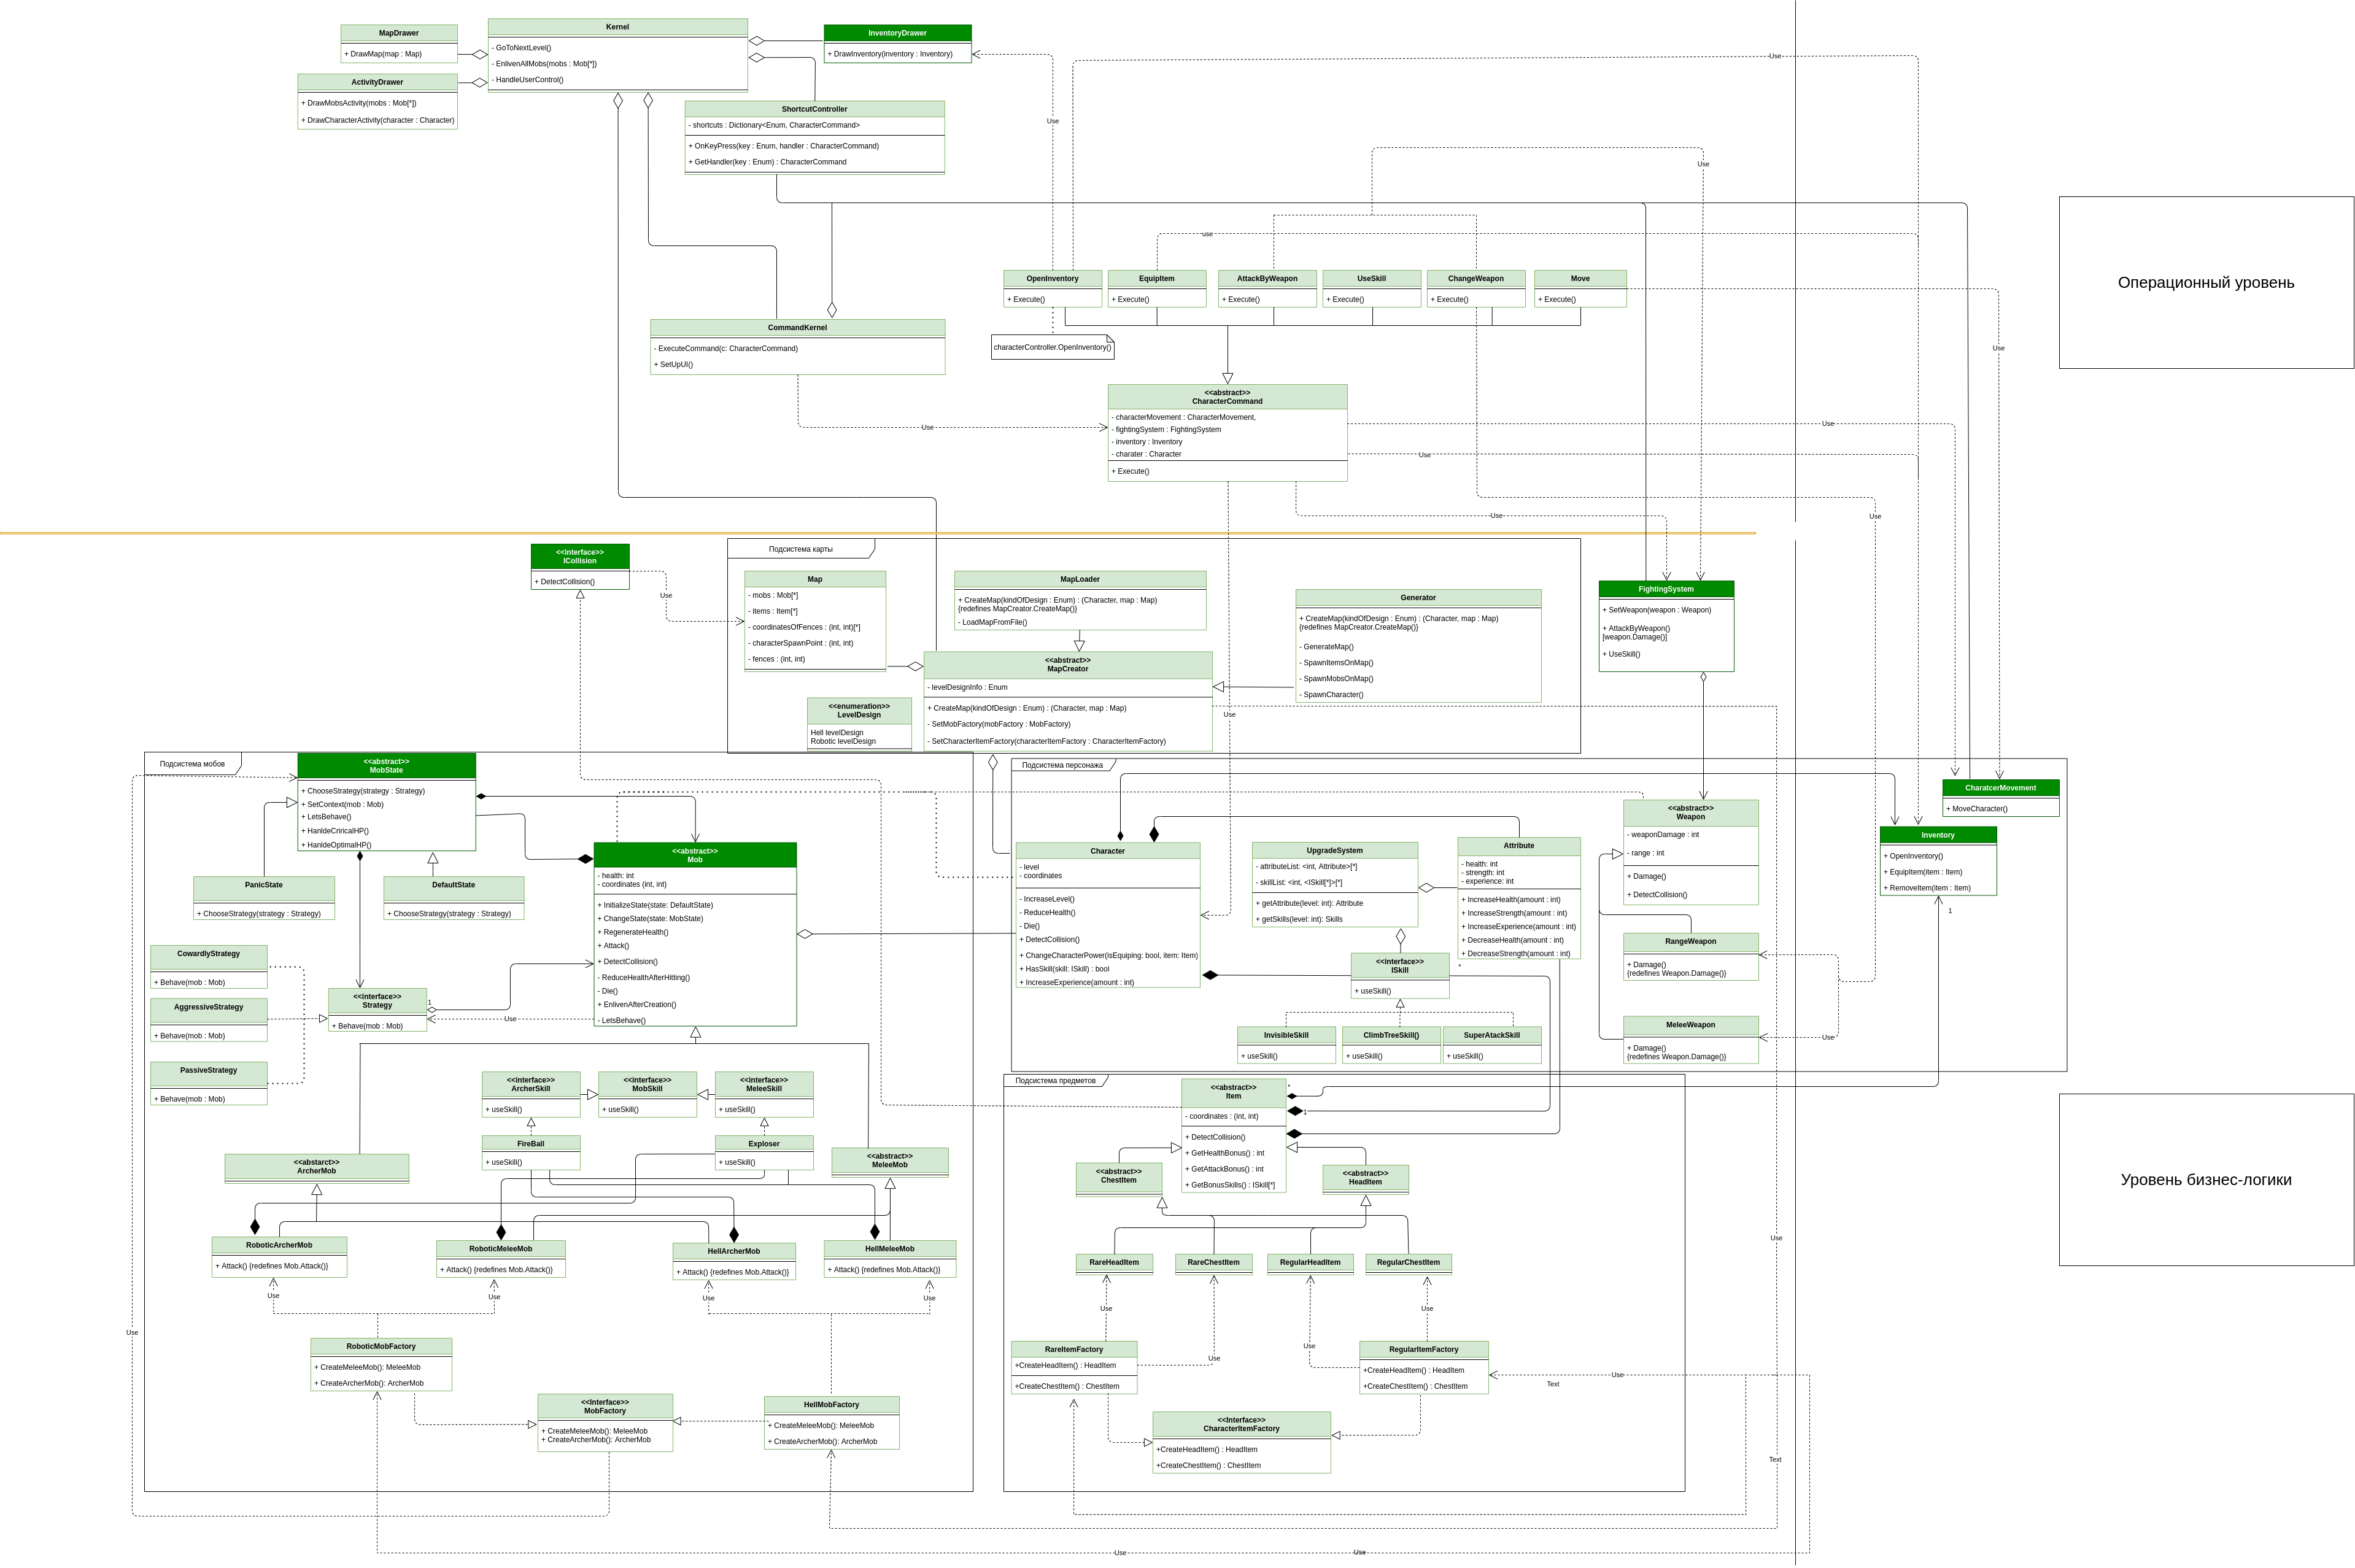 MapDrawer
+ DrawMap(map : Map)
ActivityDrawer
+ DrawMobsActivity(mobs : Mob[*])
+ DrawCharacterActivity(character : Character)
Kernel
- GoToNextLevel()
- EnlivenAllMobs(mobs : Mob[*])
- HandleUserControl()
InventoryDrawer
+ DrawInventory(inventory : Inventory)
ShortcutController
- shortcuts : Dictionary<Enum, CharacterCommand>
+ OnKeyPress(key : Enum, handler : CharacterCommand)
+ GetHandler(key : Enum) : CharacterCommand
Use
Use
Use
use
OpenInventory
+ Execute()
EquipItem
+ Execute()
AttackByWeapon
+ Execute()
UseSkill
+ Execute()
ChangeWeapon
+ Execute()
Move
+ Execute()
Операционный уровень
CommandKernel
- ExecuteCommand(c: CharacterCommand)
+ SetUpUI()
characterController.OpenInventory()
Use
<<abstract>>
CharacterCommand
- characterMovement : CharacterMovement,
- fightingSystem : FightingSystem
- inventory : Inventory
- charater : Character
+ Execute()
Use
Use
Use
Use
Use
<<interface>>
ICollision
+ DetectCollision()
Use
Подсистема карты
Map
- mobs : Mob[*]
- items : Item[*]
- coordinatesOfFences : (int, int)[*]
- characterSpawnPoint : (int, int)
- fences : (int, int)
MapLoader
+ CreateMap(kindOfDesign : Enum) : (Character, map : Map)
{redefines MapCreator.CreateMap()}
- LoadMapFromFile()
Generator
+ CreateMap(kindOfDesign : Enum) : (Character, map : Map)
{redefines MapCreator.CreateMap()}
- GenerateMap()
- SpawnItemsOnMap()
- SpawnMobsOnMap()
- SpawnCharacter()
<<abstract>>
MapCreator
- levelDesignInfo : Enum
+ CreateMap(kindOfDesign : Enum) : (Character, map : Map)
- SetMobFactory(mobFactory : MobFactory)
- SetCharacterItemFactory(characterItemFactory : CharacterItemFactory)
<<enumeration>>
LevelDesign
Hell levelDesign
Robotic levelDesign
Use
FightingSystem
+ SetWeapon(weapon : Weapon)
+ AttackByWeapon()
[weapon.Damage()]
+ UseSkill()
Подсистема мобов
<<abstract>>
MobState
+ ChooseStrategy(strategy : Strategy)
+ SetContext(mob : Mob)
+ LetsBehave()
+ HanldeCriricalHP()
+ HanldeOptimalHP()
PanicState
+ ChooseStrategy(strategy : Strategy)
DefaultState
+ ChooseStrategy(strategy : Strategy)
<<abstract>>
Mob
- health: int
- coordinates (int, int)
+ InitializeState(state: DefaultState)
+ ChangeState(state: MobState)
+ RegenerateHealth()
+ Attack()
+ DetectCollision()
- ReduceHealthAfterHitting()
- Die()
+ EnlivenAfterCreation()
- LetsBehave()
CowardlyStrategy
+ Behave(mob : Mob)
AggressiveStrategy
+ Behave(mob : Mob)
PassiveStrategy
+ Behave(mob : Mob)
<<interface>>
Strategy
+ Behave(mob : Mob)
1
Use
<<interface>>
ArcherSkill
+ useSkill()
<<interface>>
MobSkill
+ useSkill()
<<interface>>
MeleeSkill
+ useSkill()
FireBall
+ useSkill()
Exploser
+ useSkill()
<<abstarct>>
ArcherMob
<<abstract>>
MeleeMob
RoboticArcherMob
+ Attack() {redefines Mob.Attack()}
RoboticMeleeMob
+ Attack() {redefines Mob.Attack()}
HellArcherMob
+ Attack() {redefines Mob.Attack()}
HellMeleeMob
+ Attack() {redefines Mob.Attack()}
Use
Use
Use
Use
Use
RoboticMobFactory
+ CreateMeleeMob(): MeleeMob
+ CreateArcherMob(): ArcherMob
<<Interface>>
MobFactory
+ CreateMeleeMob(): MeleeMob
+ CreateArcherMob(): ArcherMob
HellMobFactory
+ CreateMeleeMob(): MeleeMob
+ CreateArcherMob(): ArcherMob
Подсистема персонажа
Character
- level
- coordinates
- IncreaseLevel()
- ReduceHealth()
- Die()
+ DetectCollision()
+ ChangeCharacterPower(isEquiping: bool, item: Item)
+ HasSkill(skill: ISkill) : bool
+ IncreaseExperience(amount : int)
UpgradeSystem
- attributeList: <int, Attribute>[*]
- skillList: <int, <ISkill[*]>[*]
+ getAttribute(level: int): Attribute
+ getSkills(level: int): Skills
Attribute
- health: int
- strength: int
- experience: int
+ IncreaseHealth(amount : int)
+ IncreaseStrength(amount : int)
+ IncreaseExperience(amount : int)
+ DecreaseHealth(amount : int)
+ DecreaseStrength(amount : int)
<<interface>>
ISkill
+ useSkill()
*
InvisibleSkill
+ useSkill()
ClimbTreeSkill()
+ useSkill()
SuperAtackSkill
+ useSkill()
<<abstract>>
Weapon
- weaponDamage : int
- range : int
+ Damage()
+ DetectCollision()
RangeWeapon
+ Damage()
{redefines Weapon.Damage()}
MeleeWeapon
+ Damage()
{redefines Weapon.Damage()}
Use
CharatcerMovement
+ MoveCharacter()
Inventory
+ OpenInventory()
+ EquipItem(item : Item)
+ RemoveItem(item : Item)
1
Подсистема предметов
<<abstract>>
Item
- coordinates : (int, int)
+ DetectCollision()
+ GetHealthBonus() : int
+ GetAttackBonus() : int
+ GetBonusSkills() : ISkill[*]
*
1
<<abstract>>
ChestItem
<<abstract>>
HeadItem
RareHeadItem
RareChestItem
RegularHeadItem
RegularChestItem
Use
Use
Use
Use
RareItemFactory
+CreateHeadItem() : HeadItem
+CreateChestItem() : ChestItem
RegularItemFactory
+CreateHeadItem() : HeadItem
+CreateChestItem() : ChestItem
<<Interface>>
CharacterItemFactory
+CreateHeadItem() : HeadItem
+CreateChestItem() : ChestItem
Use
Text
Use
Text
Use
Use
Уровень бизнес-логики